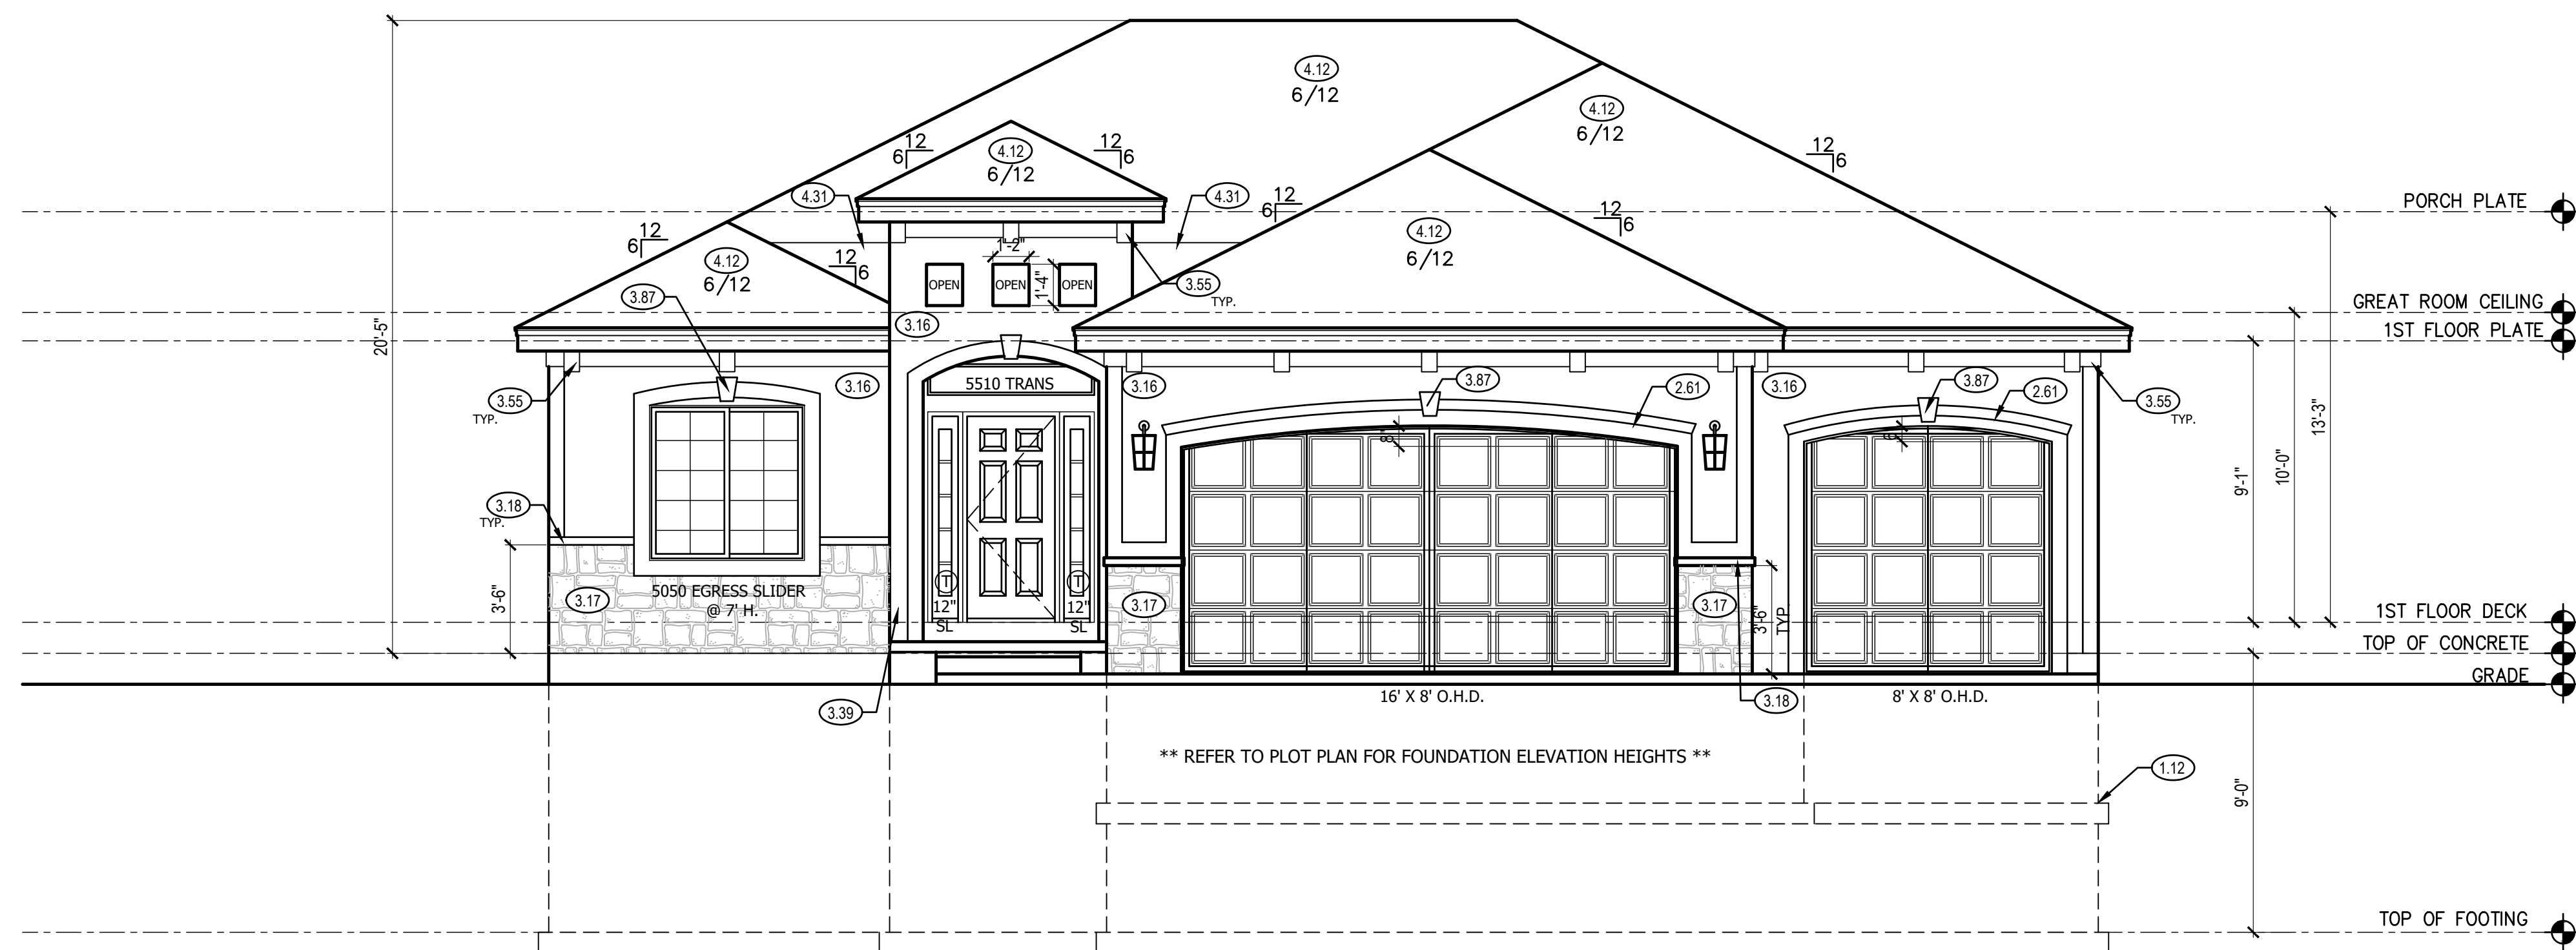 4.12
6/12
4.12
6/12
12
6
12
6
4.12
6/12
12
6
4.31
4.31
12
6
PORCH PLATE
12
6
12
6
12
6
4.12
6/12
4.12
6/12
1'-2"
OPEN
OPEN
OPEN
1'-4"
3.55
TYP.
3.87
GREAT ROOM CEILING
3.16
1ST FLOOR PLATE
20'-5"
13'-3"
10'-0"
9'-1"
3.16
5510 TRANS
3.16
3.87
2.61
3.16
3.87
2.61
3.55
TYP.
3.55
TYP.
8"
3.18
TYP.
3'-6"
3.17
5050 EGRESS SLIDER
@ 7' H.
T
12"
SL
T
12"
SL
3.17
3.17
3'-6"
TYP
1ST FLOOR DECK
TOP OF CONCRETE
GRADE
3.39
16' X 8' O.H.D.
3.18
8' X 8' O.H.D.
** REFER TO PLOT PLAN FOR FOUNDATION ELEVATION HEIGHTS **
1.12
9'-0"
TOP OF FOOTING